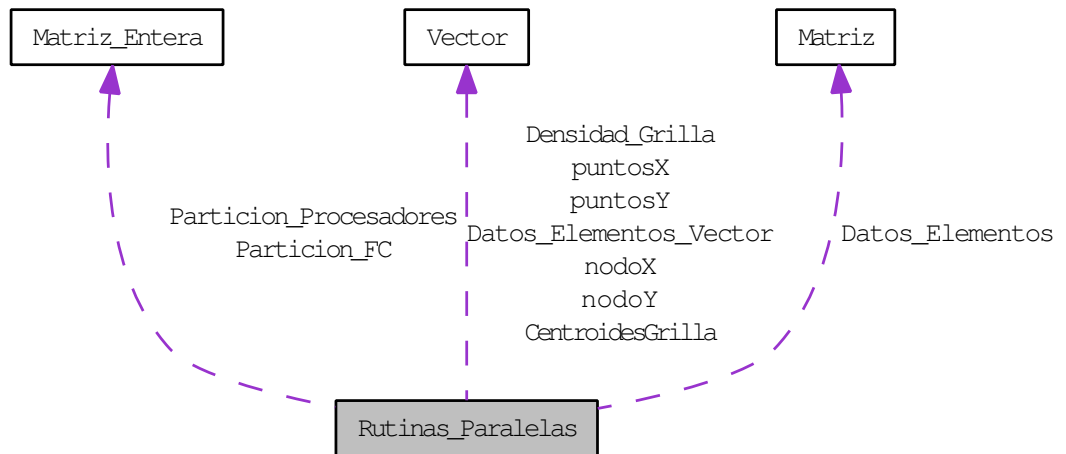 Matriz_Entera
Vector
Matriz
Particion_Procesadores
Particion_FC
Densidad_Grilla
puntosX
puntosY
Datos_Elementos_Vector
nodoX
nodoY
CentroidesGrilla
Datos_Elementos
Rutinas_Paralelas